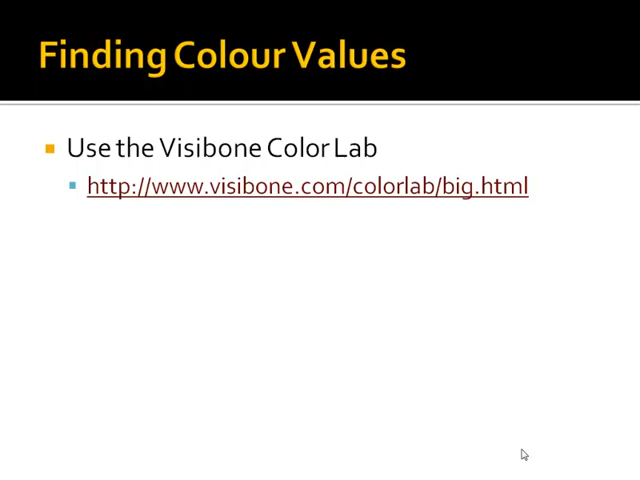 Finding Colour Values
Use the Visibone Color Lab
http://www.visibone.com/colorlab/big.html